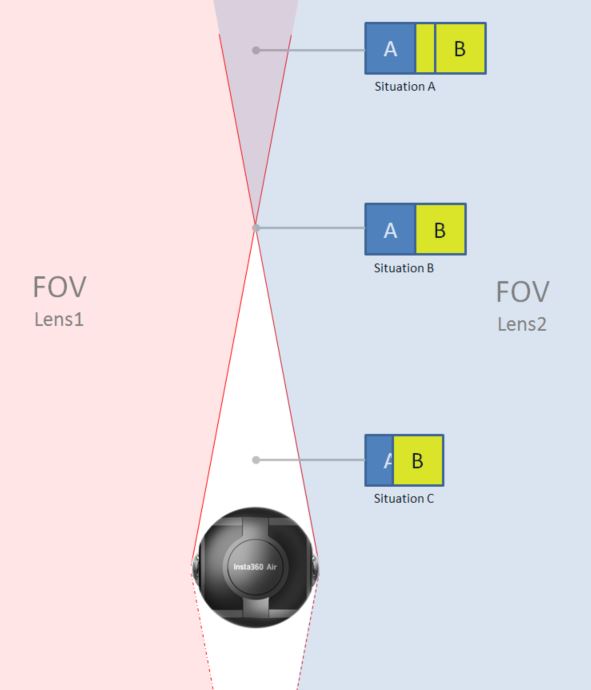 A B
Situation A
A B
Situation B
FOV
Lens1
FOV
Lens2
A B
Situation C
Insta360 Air